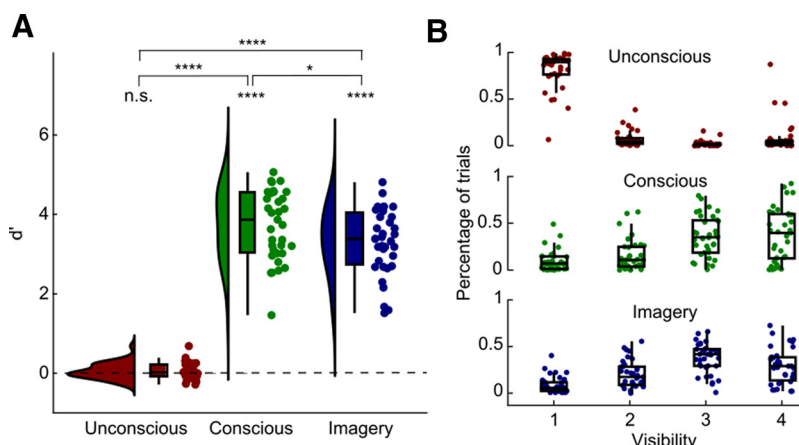 A
****
**** *
n.s. **** ****
6
4
2
0
d'
Unconscious Conscious Imagery
B
Percentage of trials
Unconscious
1
0.5
0
Conscious
1
0.5
0
Imagery
1
0.5
0
1 2 3 4
Visibility